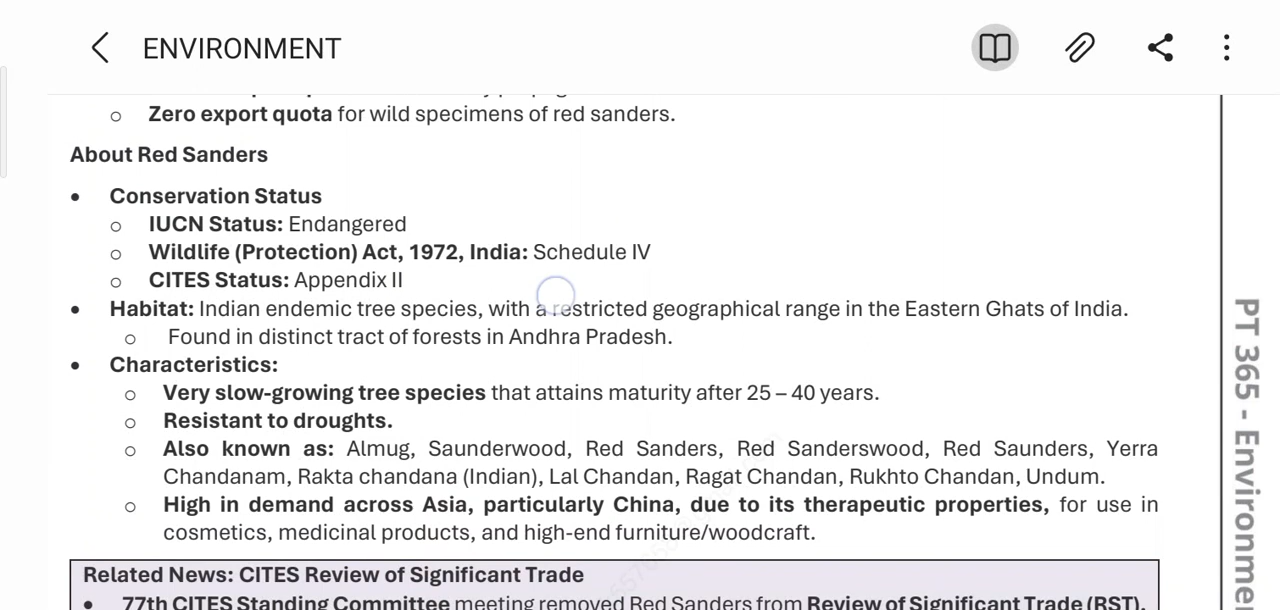 ENVIRONMENT
o Zero export quota for wild specimens of red sanders.
About Red Sanders
• Conservation Status
o IUCN Status: Endangered
o Wildlife (Protection) Act, 1972, India: Schedule IV
o CITES Status: Appendix II
• Habitat: Indian endemic tree species, with a restricted geographical range in the Eastern Ghats of India.
o Found in distinct tract of forests in Andhra Pradesh.
• Characteristics:
o Very slow-growing tree species that attains maturity after 25 – 40 years.
o Resistant to droughts.
o Also known as: Almug, Saunderwood, Red Sanders, Red Sanderswood, Red Saunders, Yerra
Chandanam, Rakta chandana (Indian), Lal Chandan, Ragat Chandan, Rukhto Chandan, Undum.
o High in demand across Asia, particularly China, due to its therapeutic properties, for use in
cosmetics, medicinal products, and high-end furniture/woodcraft.
Related News: CITES Review of Significant Trade
• 77th CITES Standing Committee meeting removed Red Sanders from Review of Significant Trade (RST).
PT 365 - Environme